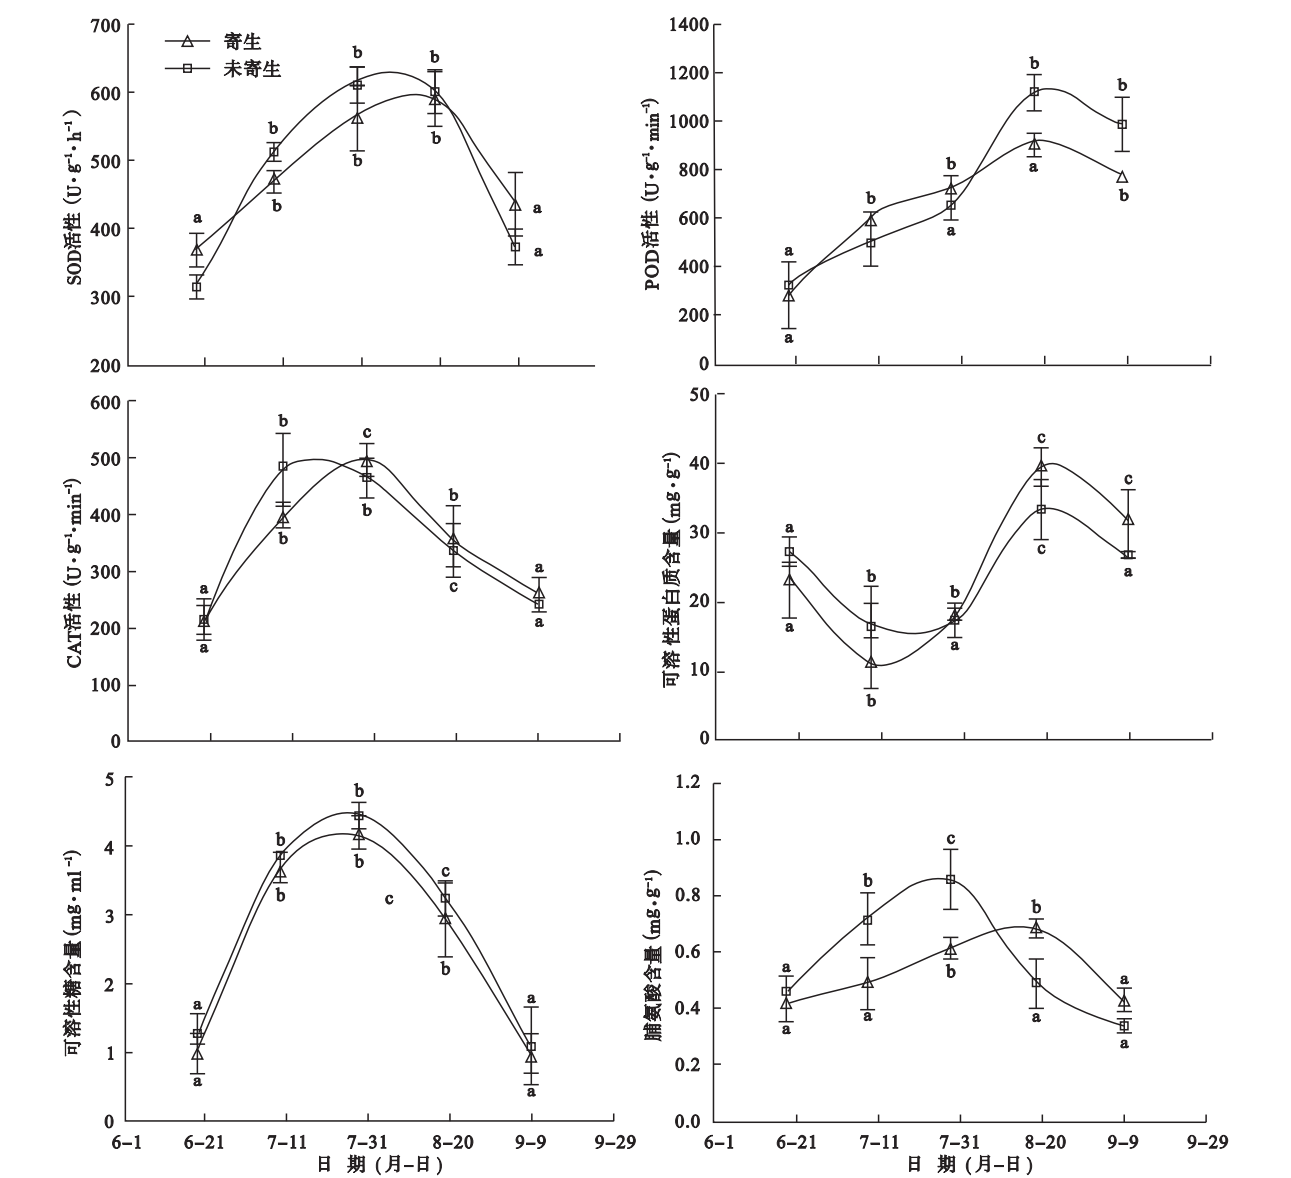 700
600
500
400
300
200
SOD活性 (U·g⁻¹·h⁻¹)
寄生
未寄生
a
b
b
b
b
b
b
a
a
1400
1200
1000
800
600
400
200
0
POD活性 (U·g⁻¹·min⁻¹)
a
a
b
b
a
b
a
b
b
600
500
400
300
200
100
0
CAT活性 (U·g⁻¹·min⁻¹)
a
a
b
b
c
b
b
c
a
a
50
40
30
20
10
0
可溶性蛋白质含量 (mg·g⁻¹)
a
a
b
b
b
a
c
c
c
a
5
4
3
2
1
0
可溶性糖含量 (mg·ml⁻¹)
a
a
b
b
b
b
c
c
b
a
a
6-1 6-21 7-11 7-31 8-20 9-9 9-29
日 期 (月-日)
1.2
1.0
0.8
0.6
0.4
0.2
0.0
脯氨酸含量 (mg·g⁻¹)
a
a
b
a
c
b
b
a
a
a
6-1 6-21 7-11 7-31 8-20 9-9 9-29
日 期 (月-日)